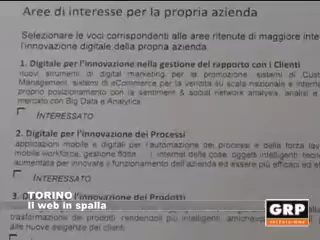 Aree di interesse per la propria azienda
Selezionare le voci corrispondenti alle aree ritenute di maggiore inte
l'innovazione digitale della propria azienda.
1. Digitale per l'innovazione nella gestione del rapporto con i Clienti
nuovi strumenti di digital marketing per la promozione, sistemi di Cust
Management, sistemi di eCommerce per la vendita su scala nazionale e interna
proprio posizionamento con la sentiment & social network analysis, analisi e
mercato con Big Data e Analytics
INTERESSATO
2. Digitale per l'innovazione dei Processi
applicazioni mobile e digitali per l'automazione dei processi e della forza lav
mobile workforce, gestione flotte internet delle cose, oggetti intelligenti, tecno
aumentata per innovare il funzionamento dell'azienda ed aumentare efficienza ed
INTERESSATO
3. Digitale per l'innovazione dei Prodotti
trasformazioni dei prodotti rendendoli più intelligenti
alle nuove esigenze dei clienti.
TORINO
Il web in spalla
GRP
TELEVISIONE